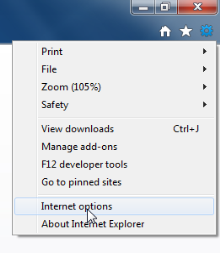 Print
File
Zoom (105%)
Safety
View downloads Ctrl+J
Manage add-ons
F12 developer tools
Go to pinned sites
Internet options
About Internet Explorer